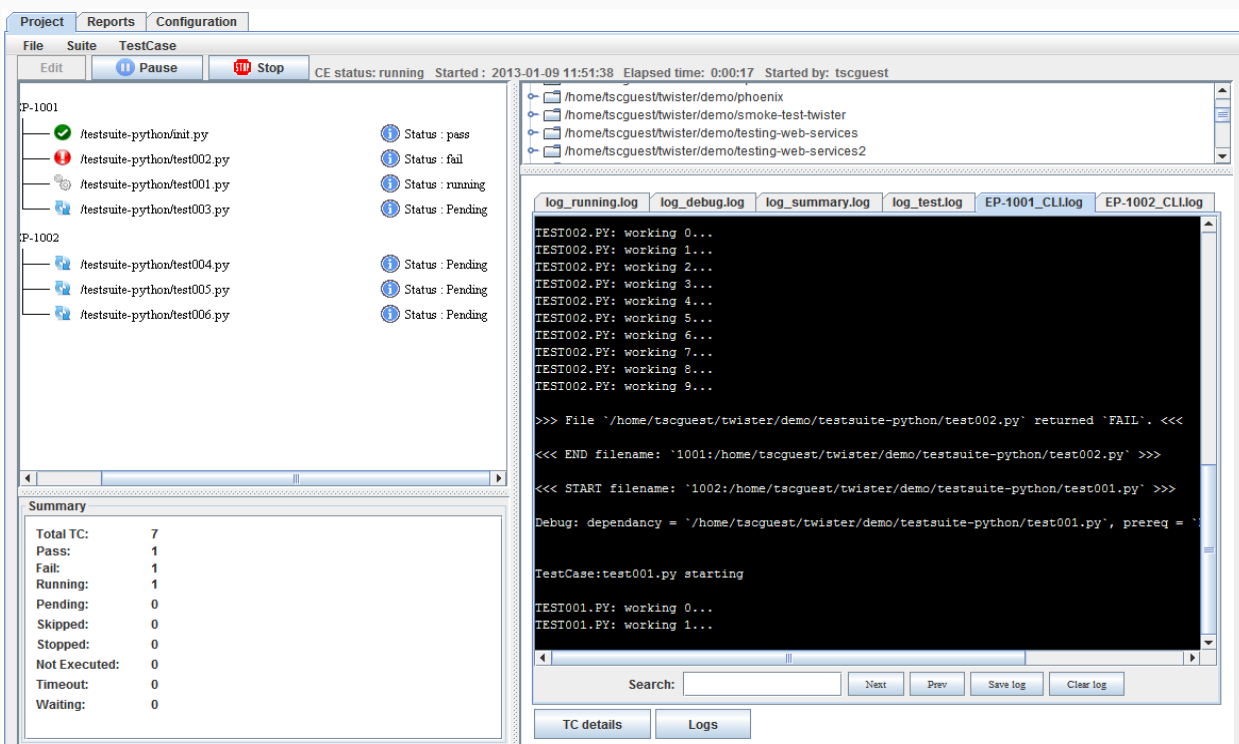 Project Reports Configuration
File Suite TestCase
Edit Pause STOP Stop CE status: running Started : 2013-01-09 11:51:38 Elapsed time: 0:00:17 Started by: tscguest
EP-1001
/testsuite-python/init.py Status : pass
/testsuite-python/test002.py Status : fail
/testsuite-python/test001.py Status : running
/testsuite-python/test003.py Status : Pending
EP-1002
/testsuite-python/test004.py Status : Pending
/testsuite-python/test005.py Status : Pending
/testsuite-python/test006.py Status : Pending
Summary
Total TC: 7
Pass: 1
Fail: 1
Running: 1
Pending: 0
Skipped: 0
Stopped: 0
Not Executed: 0
Timeout: 0
Waiting: 0
/home/tscguest/twister/demo/phoenix
/home/tscguest/twister/demo/smoke-test-twister
/home/tscguest/twister/demo/testing-web-services
/home/tscguest/twister/demo/testing-web-services2
log_running.log log_debug.log log_summary.log log_test.log EP-1001_CLI.log EP-1002_CLI.log
TEST002.PY: working 0...
TEST002.PY: working 1...
TEST002.PY: working 2...
TEST002.PY: working 3...
TEST002.PY: working 4...
TEST002.PY: working 5...
TEST002.PY: working 6...
TEST002.PY: working 7...
TEST002.PY: working 8...
TEST002.PY: working 9...
>>> File `/home/tscguest/twister/demo/testsuite-python/test002.py` returned `FAIL`. <<<
<<< END filename: `1001:/home/tscguest/twister/demo/testsuite-python/test002.py` >>>
<<< START filename: `1002:/home/tscguest/twister/demo/testsuite-python/test001.py` >>>
Debug: dependancy = `/home/tscguest/twister/demo/testsuite-python/test001.py`, prereq = `
TestCase:test001.py starting
TEST001.PY: working 0...
TEST001.PY: working 1...
Search: Next Prev Save log Clear log
TC details Logs